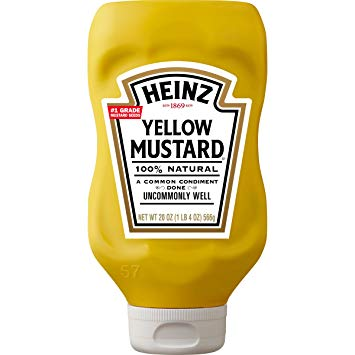 HEINZ
ESTD 1869
#1 GRADE
MUSTARD SEEDS
YELLOW
MUSTARD
100% NATURAL
A COMMON CONDIMENT
DONE
UNCOMMONLY WELL
NET WT 20 OZ (1 LB 4 OZ) 566g
57